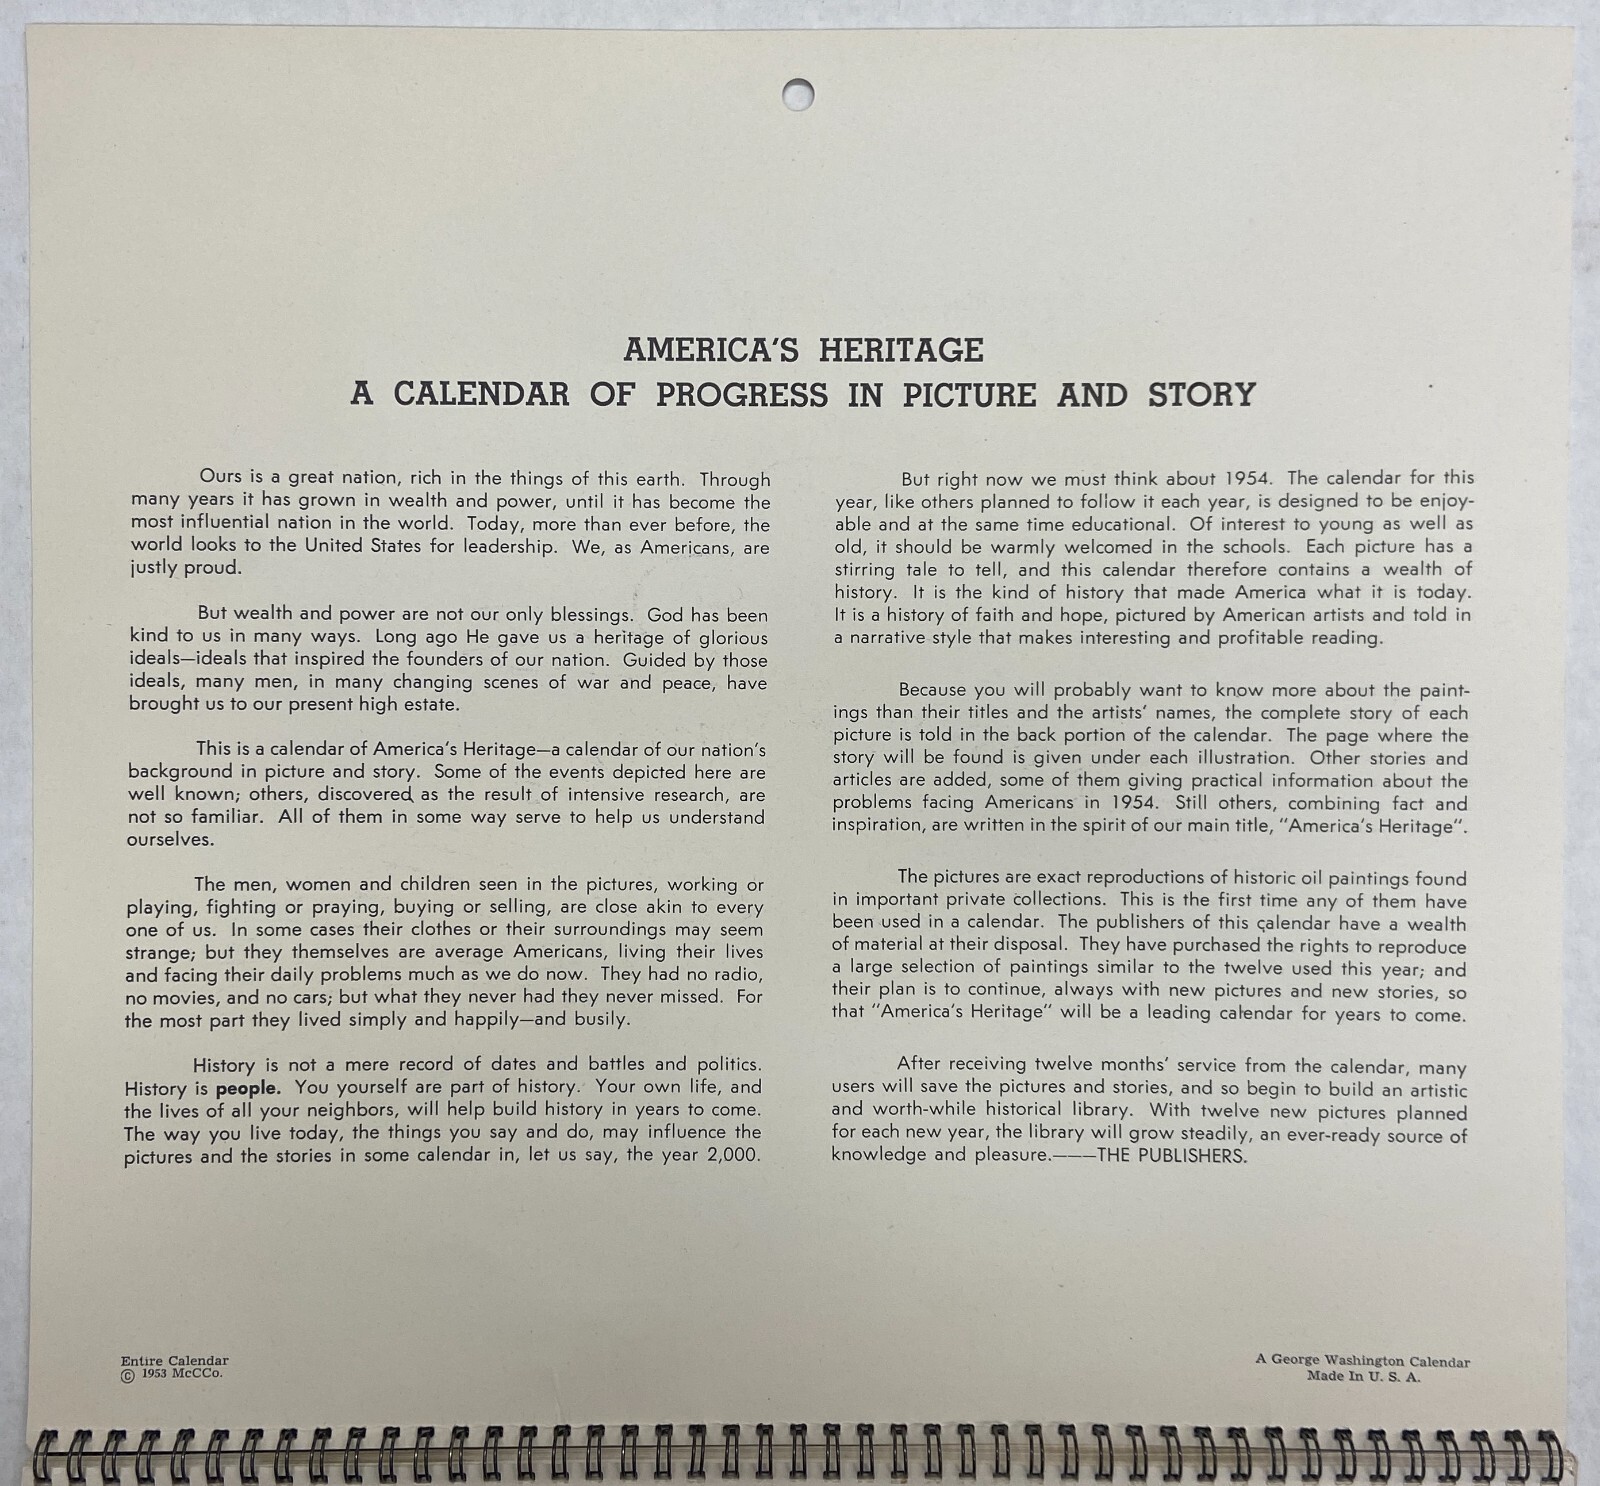 AMERICA'S HERITAGE
A CALENDAR OF PROGRESS IN PICTURE AND STORY
Ours is a great nation, rich in the things of this earth. Through
many years it has grown in wealth and power, until it has become the
most influential nation in the world. Today, more than ever before, the
world looks to the United States for leadership. We, as Americans, are
justly proud.
But wealth and power are not our only blessings. God has been
kind to us in many ways. Long ago He gave us a heritage of glorious
ideals—ideals that inspired the founders of our nation. Guided by those
ideals, many men, in many changing scenes of war and peace, have
brought us to our present high estate.
This is a calendar of America's Heritage—a calendar of our nation's
background in picture and story. Some of the events depicted here are
well known; others, discovered as the result of intensive research, are
not so familiar. All of them in some way serve to help us understand
ourselves.
The men, women and children seen in the pictures, working or
playing, fighting or praying, buying or selling, are close akin to every
one of us. In some cases their clothes or their surroundings may seem
strange; but they themselves are average Americans, living their lives
and facing their daily problems much as we do now. They had no radio,
no movies, and no cars; but what they never had they never missed. For
the most part they lived simply and happily—and busily.
History is not a mere record of dates and battles and politics.
History is people. You yourself are part of history. Your own life, and
the lives of all your neighbors, will help build history in years to come.
The way you live today, the things you say and do, may influence the
pictures and the stories in some calendar in, let us say, the year 2,000.
But right now we must think about 1954. The calendar for this
year, like others planned to follow it each year, is designed to be enjoy-
able and at the same time educational. Of interest to young as well as
old, it should be warmly welcomed in the schools. Each picture has a
stirring tale to tell, and this calendar therefore contains a wealth of
history. It is the kind of history that made America what it is today.
It is a history of faith and hope, pictured by American artists and told in
a narrative style that makes interesting and profitable reading.
Because you will probably want to know more about the paint-
ings than their titles and the artists' names, the complete story of each
picture is told in the back portion of the calendar. The page where the
story will be found is given under each illustration. Other stories and
articles are added, some of them giving practical information about the
problems facing Americans in 1954. Still others, combining fact and
inspiration, are written in the spirit of our main title, "America's Heritage".
The pictures are exact reproductions of historic oil paintings found
in important private collections. This is the first time any of them have
been used in a calendar. The publishers of this calendar have a wealth
of material at their disposal. They have purchased the rights to reproduce
a large selection of paintings similar to the twelve used this year; and
their plan is to continue, always with new pictures and new stories, so
that "America's Heritage" will be a leading calendar for years to come.
After receiving twelve months' service from the calendar, many
users will save the pictures and stories, and so begin to build an artistic
and worth-while historical library. With twelve new pictures planned
for each new year, the library will grow steadily, an ever-ready source of
knowledge and pleasure.———THE PUBLISHERS.
Entire Calendar
© 1953 McCCo.
A George Washington Calendar
Made In U. S. A.